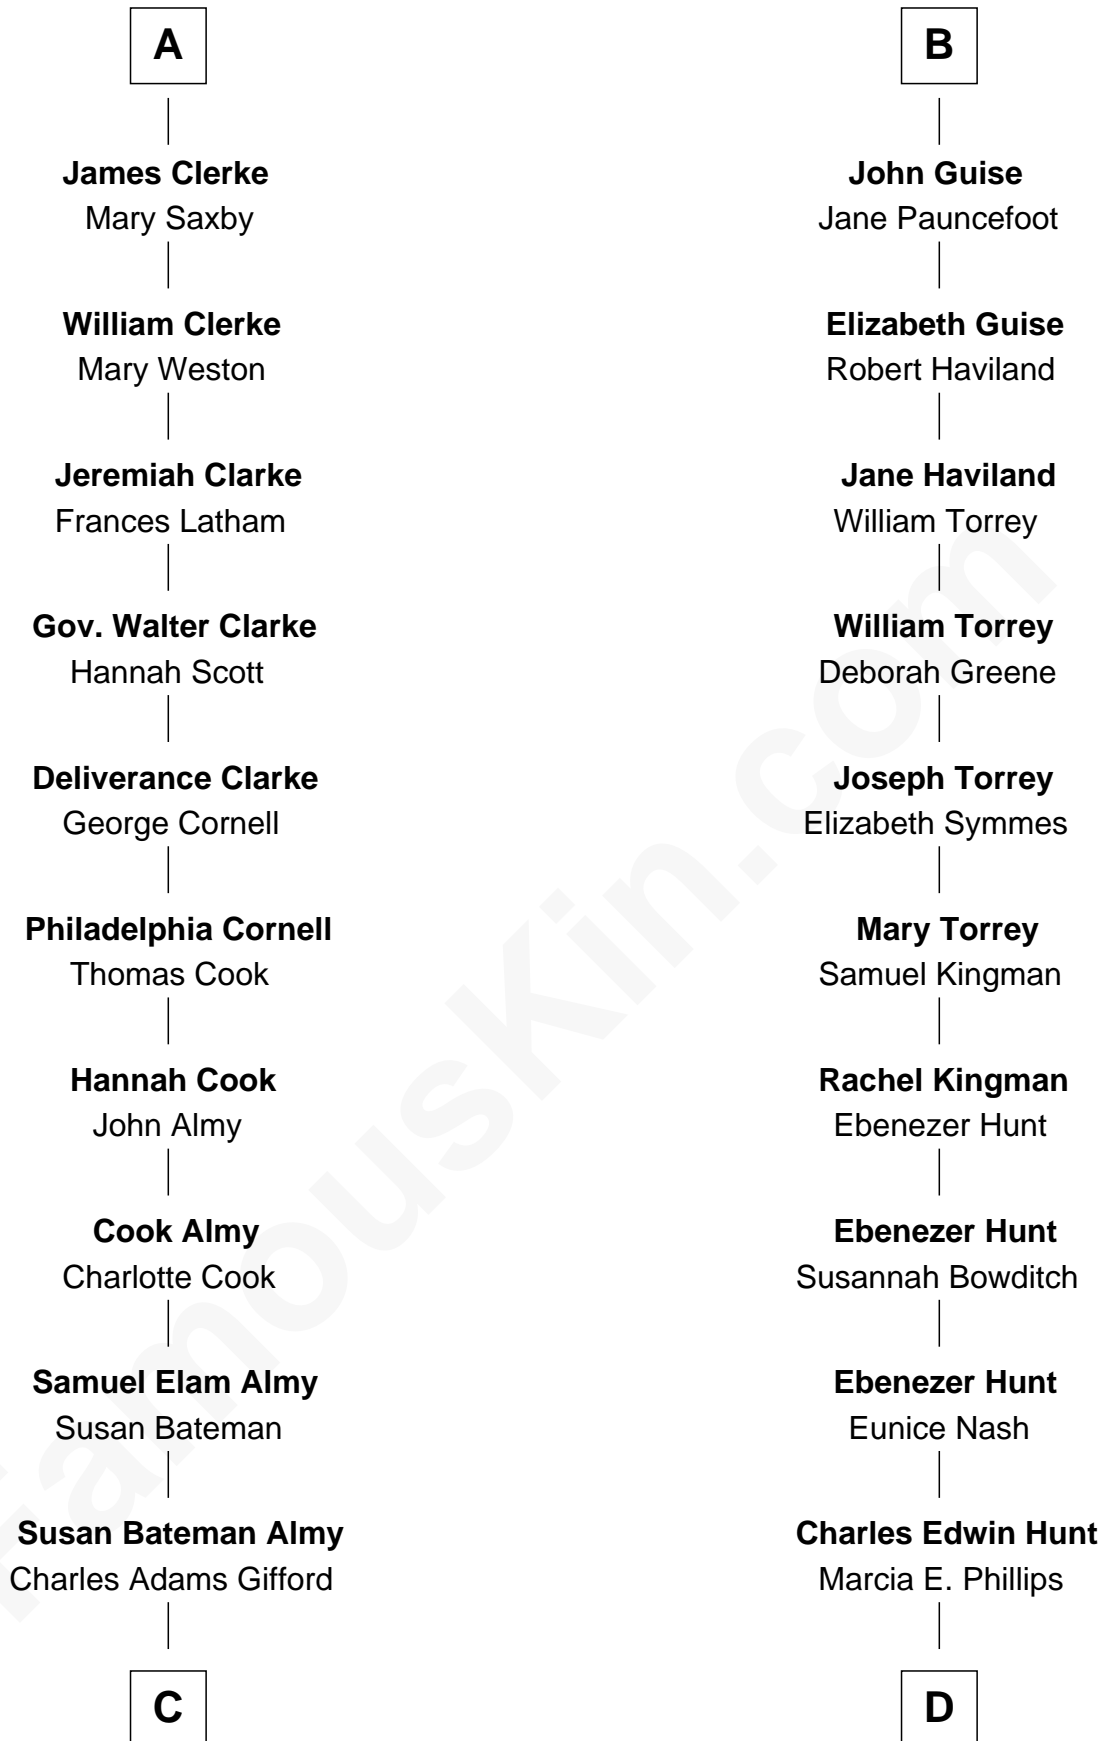 A
James Clerke
Mary Saxby
William Clerke
Mary Weston
Jeremiah Clarke
Frances Latham
Gov. Walter Clarke
Hannah Scott
Deliverance Clarke
George Cornell
Philadelphia Cornell
Thomas Cook
Hannah Cook
John Almy
Cook Almy
Charlotte Cook
Samuel Elam Almy
Susan Bateman
Susan Bateman Almy
Charles Adams Gifford
C
B
John Guise
Jane Pauncefoot
Elizabeth Guise
Robert Haviland
Jane Haviland
William Torrey
William Torrey
Deborah Greene
Joseph Torrey
Elizabeth Symmes
Mary Torrey
Samuel Kingman
Rachel Kingman
Ebenezer Hunt
Ebenezer Hunt
Susannah Bowditch
Ebenezer Hunt
Eunice Nash
Charles Edwin Hunt
Marcia E. Phillips
D
FamousKin.com